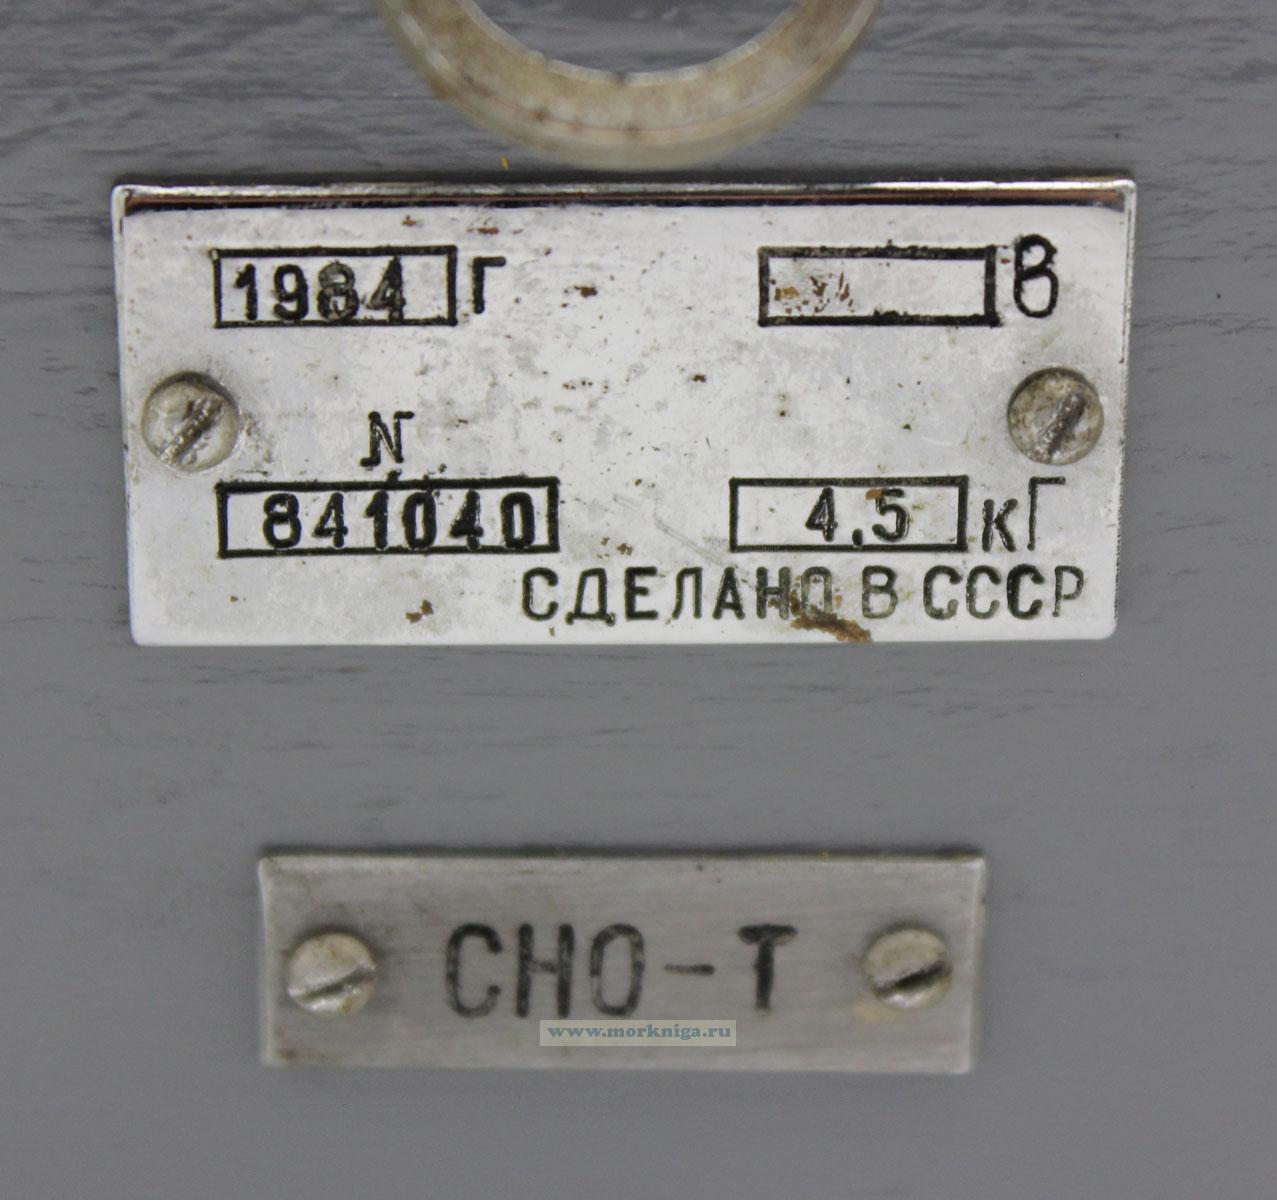 1984 г В
N
841040 4,5 кг
СДЕЛАНО В СССР
СНО-Т
www.morkniga.ru